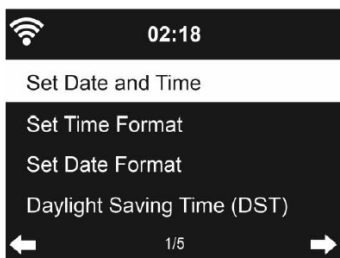 02:18
Set Date and Time
Set Time Format
Set Date Format
Daylight Saving Time (DST)
1/5